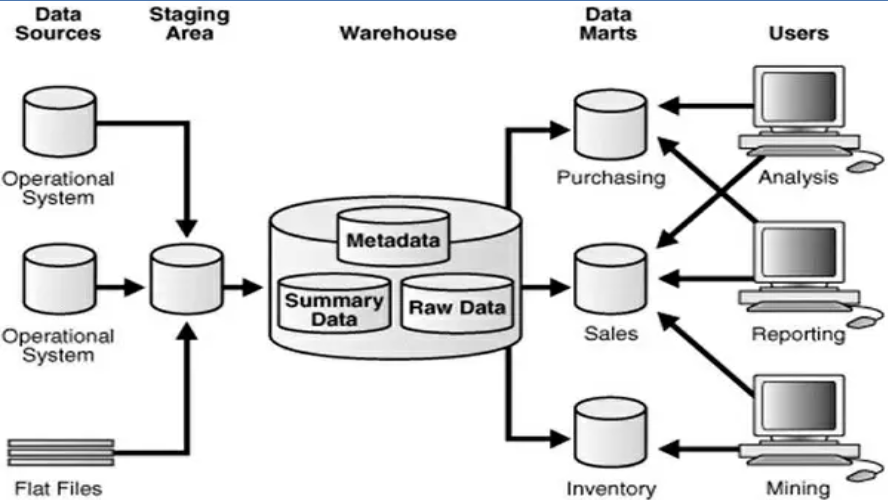 Data
Sources
Staging
Area
Warehouse
Data
Marts
Users
Operational
System
Purchasing
Analysis
Metadata
Summary
Data
Raw Data
Operational
System
Sales
Reporting
Flat Files
Inventory
Mining